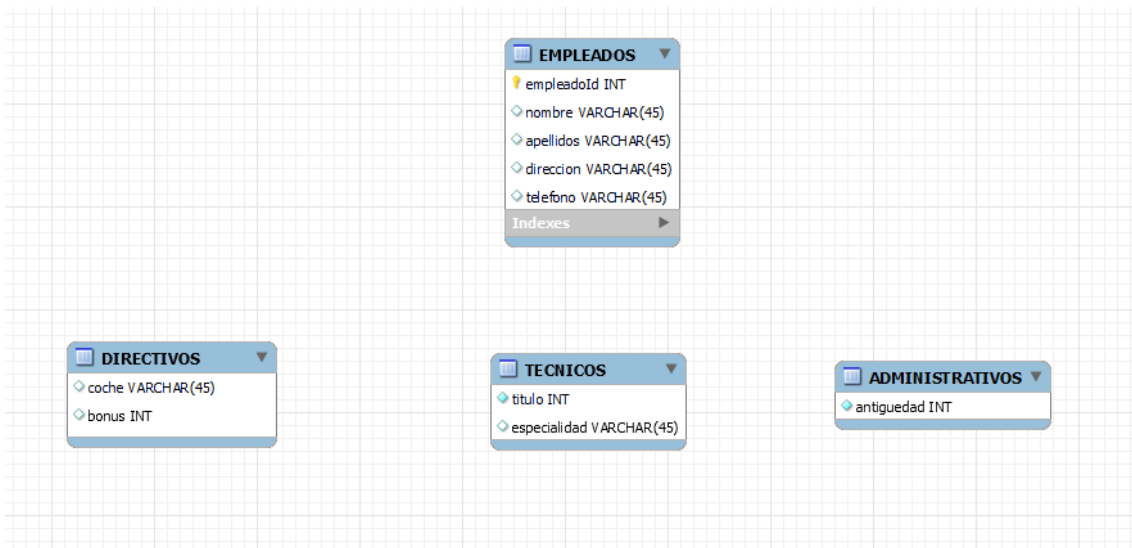 EMPLEADOS
empleadoId INT
nombre VARCHAR(45)
apellidos VARCHAR(45)
direccion VARCHAR(45)
telefono VARCHAR(45)
Indexes
DIRECTIVOS
coche VARCHAR(45)
bonus INT
TECNICOS
titulo INT
especialidad VARCHAR(45)
ADMINISTRATIVOS
antiguedad INT